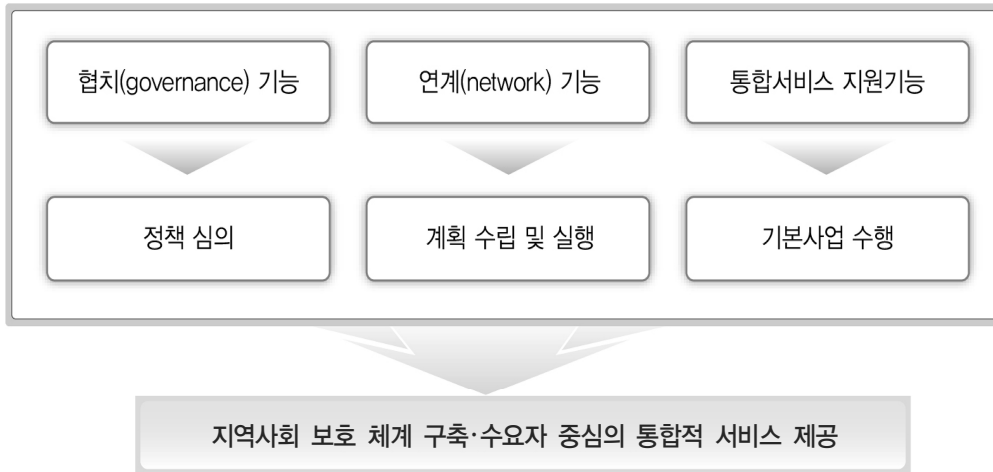 협치(governance) 기능
연계(network) 기능
통합서비스 지원기능
정책 심의
계획 수립 및 실행
기본사업 수행
지역사회 보호 체계 구축·수요자 중심의 통합적 서비스 제공